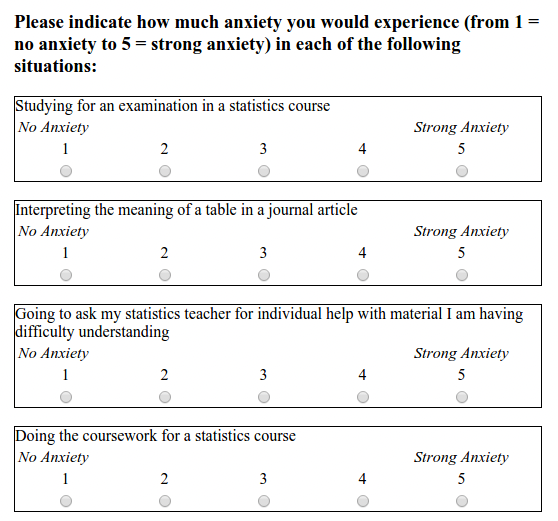 Please indicate how much anxiety you would experience (from 1 =
no anxiety to 5 = strong anxiety) in each of the following
situations:
Studying for an examination in a statistics course
No Anxiety Strong Anxiety
1 2 3 4 5
Interpreting the meaning of a table in a journal article
No Anxiety Strong Anxiety
1 2 3 4 5
Going to ask my statistics teacher for individual help with material I am having
difficulty understanding
No Anxiety Strong Anxiety
1 2 3 4 5
Doing the coursework for a statistics course
No Anxiety Strong Anxiety
1 2 3 4 5